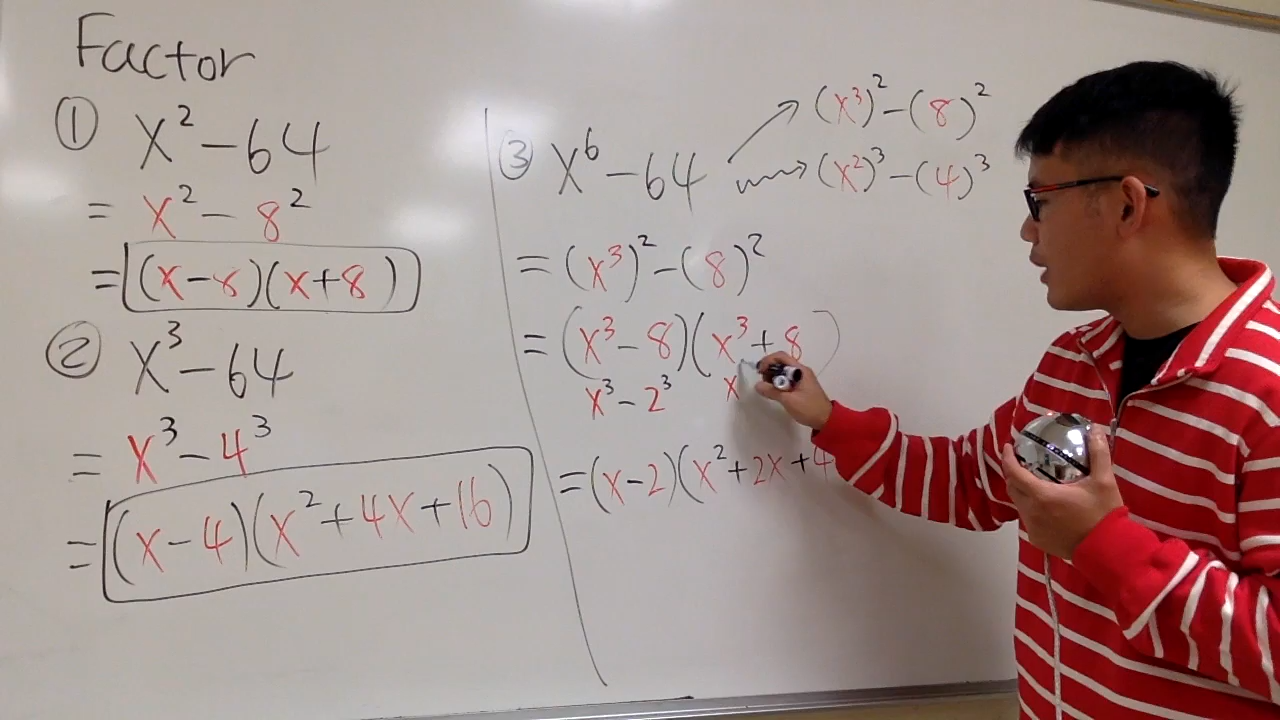 Factor
① x² - 64
= x² - 8²
= (x-8)(x+8)
② x³ - 64
= x³ - 4³
= (x-4)(x²+4x+16)
③ x⁶ - 64
→ (x³)² - (8)²
→ (x²)³ - (4)³
= (x³)² - (8)²
= (x³-8)(x³+8)
x³ - 2³ x
= (x-2)(x²+2x+4